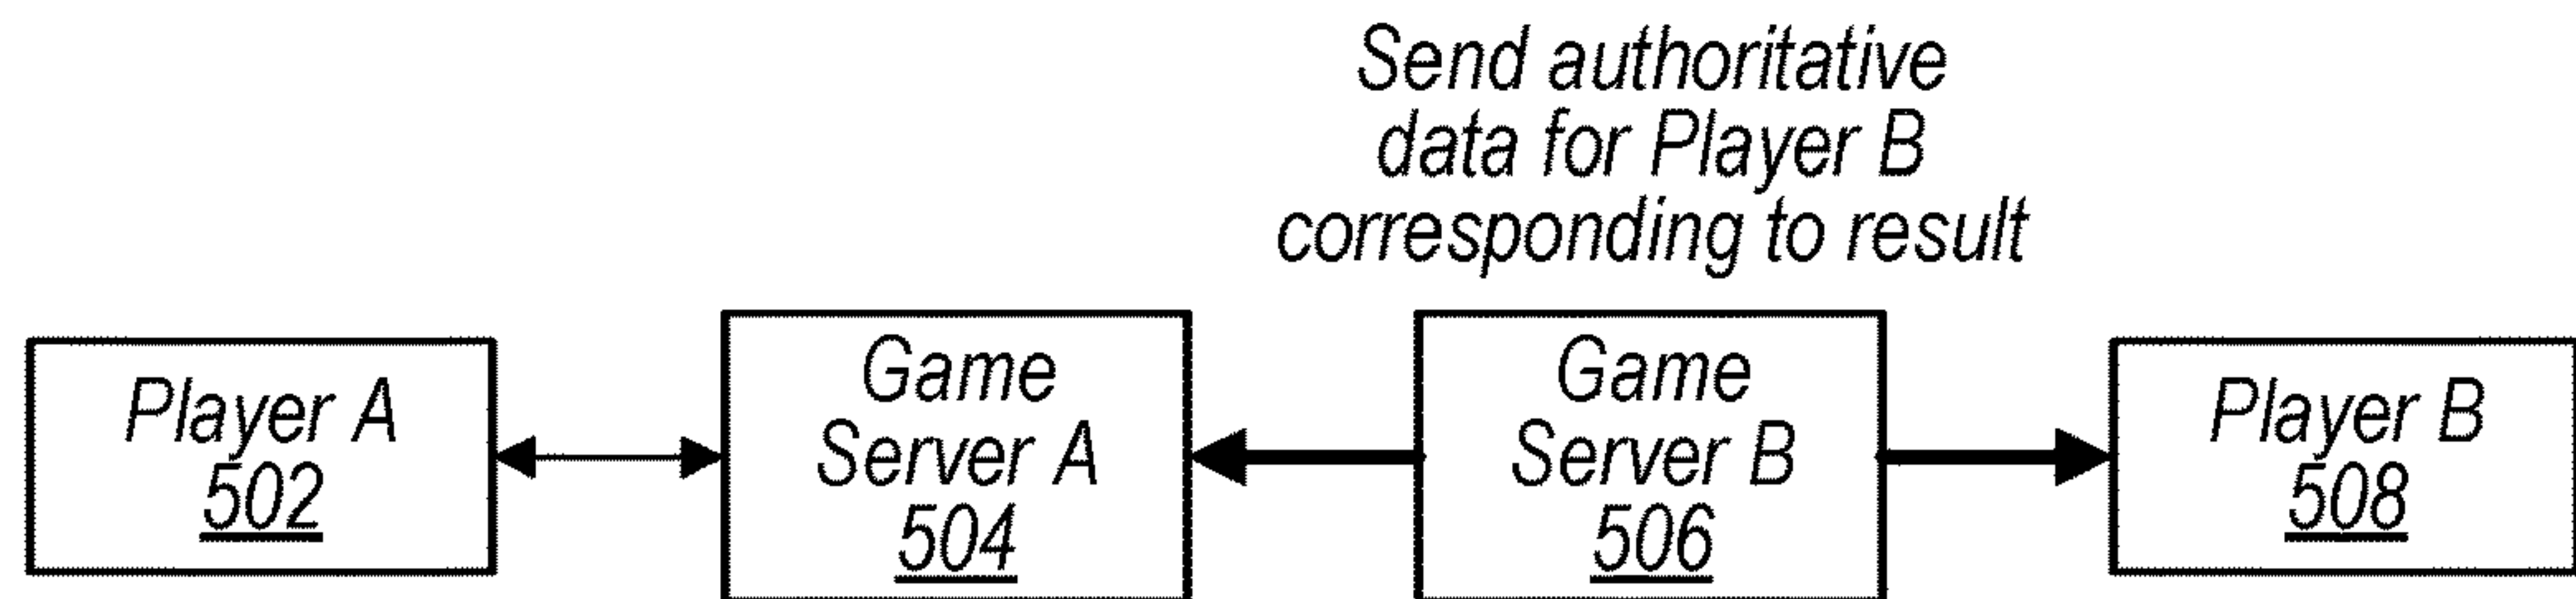 Send authoritative
data for Player B
corresponding to result
Player A
502
Game
Server A
504
Game
Server B
506
Player B
508